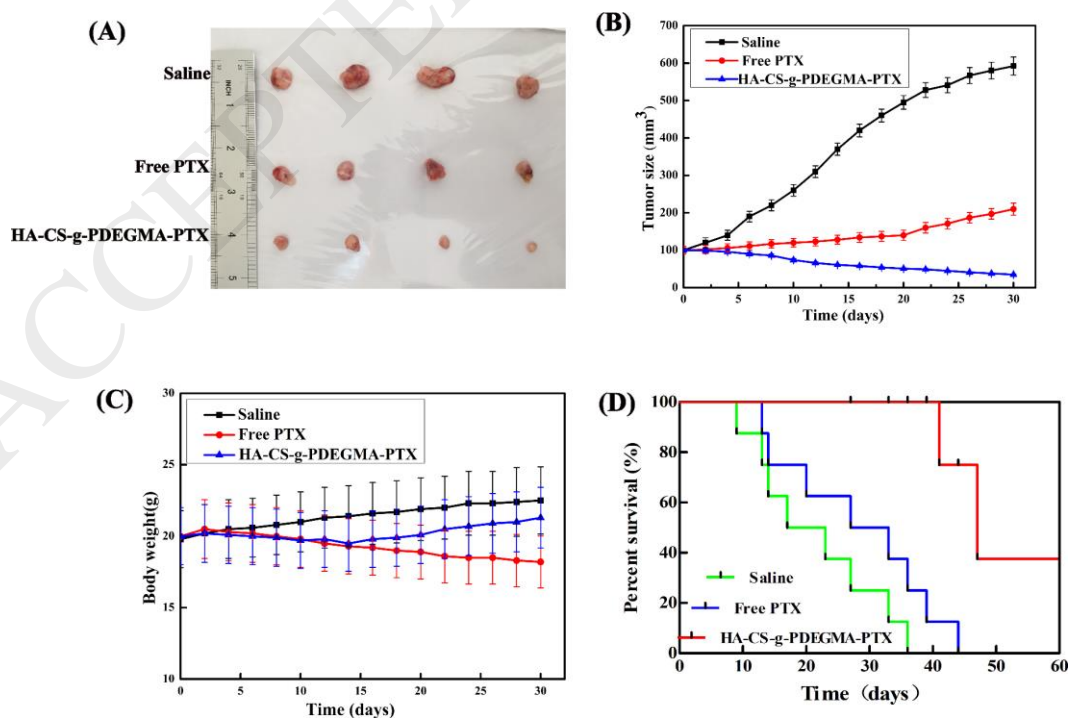 (A)
Saline
Free PTX
HA-CS-g-PDEGMA-PTX
INCH
1
2
3
4
5
(B)
Saline
Free PTX
HA-CS-g-PDEGMA-PTX
700
600
500
400
300
200
100
0
Tumor size (mm³)
0 5 10 15 20 25 30
Time (days)
(C)
Saline
Free PTX
HA-CS-g-PDEGMA-PTX
30
25
20
15
10
Body weight(g)
0 5 10 15 20 25 30
Time (days)
(D)
100
80
60
40
20
0
Percent survival (%)
Saline
Free PTX
HA-CS-g-PDEGMA-PTX
0 10 20 30 40 50 60
Time (days)
ACCEPTE